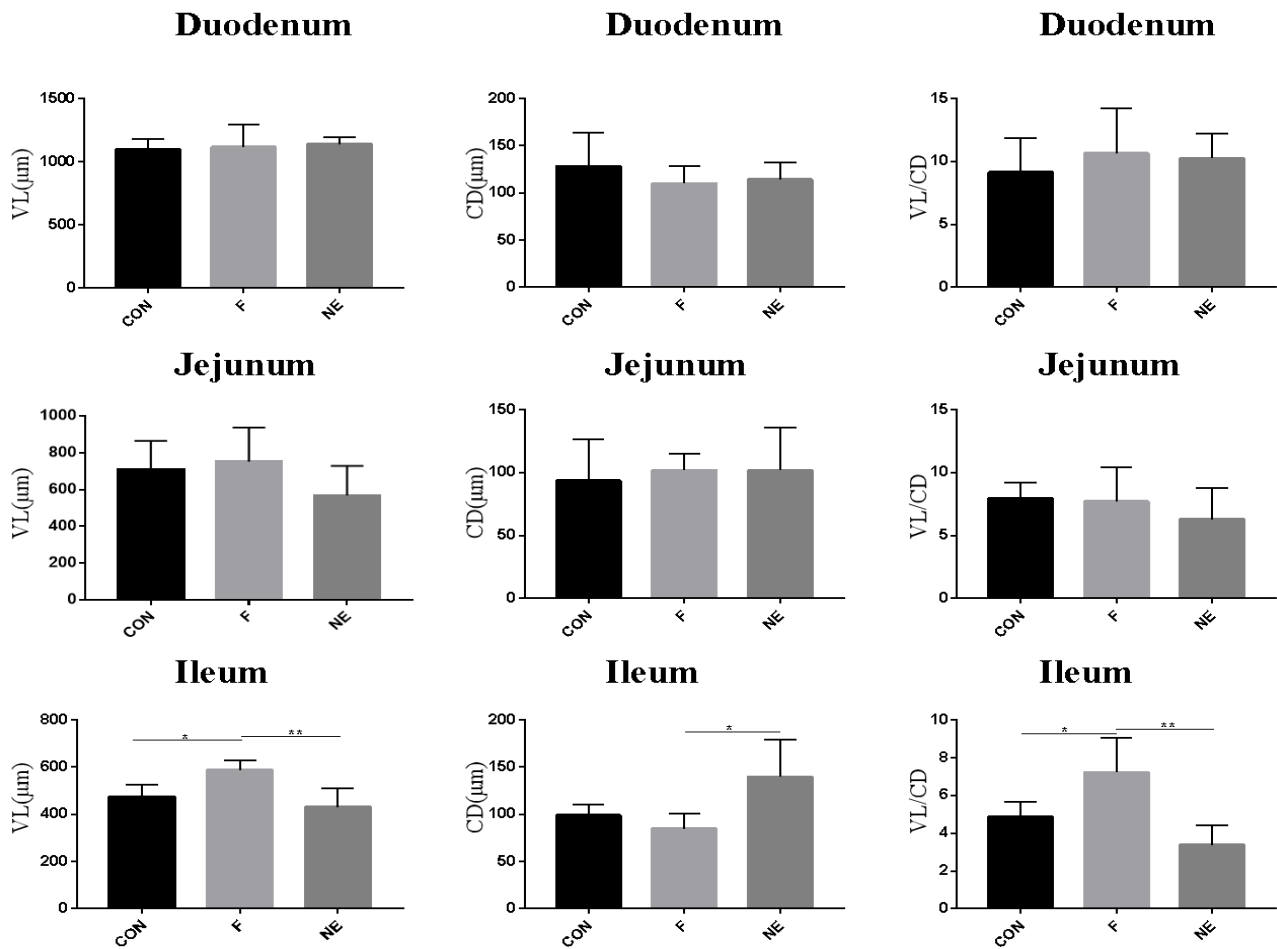 Duodenum
Duodenum
Duodenum
VL(μm)
1500
1000
500
0
CON
F
NE
CD(μm)
200
150
100
50
0
CON
F
NE
VL/CD
15
10
5
0
CON
F
NE
Jejunum
Jejunum
Jejunum
VL(μm)
1000
800
600
400
200
0
CON
F
NE
CD(μm)
150
100
50
0
CON
F
NE
VL/CD
15
10
5
0
CON
F
NE
Ileum
Ileum
Ileum
VL(μm)
800
600
400
200
0
*
**
CON
F
NE
CD(μm)
200
150
100
50
0
*
CON
F
NE
VL/CD
10
8
6
4
2
0
*
**
CON
F
NE